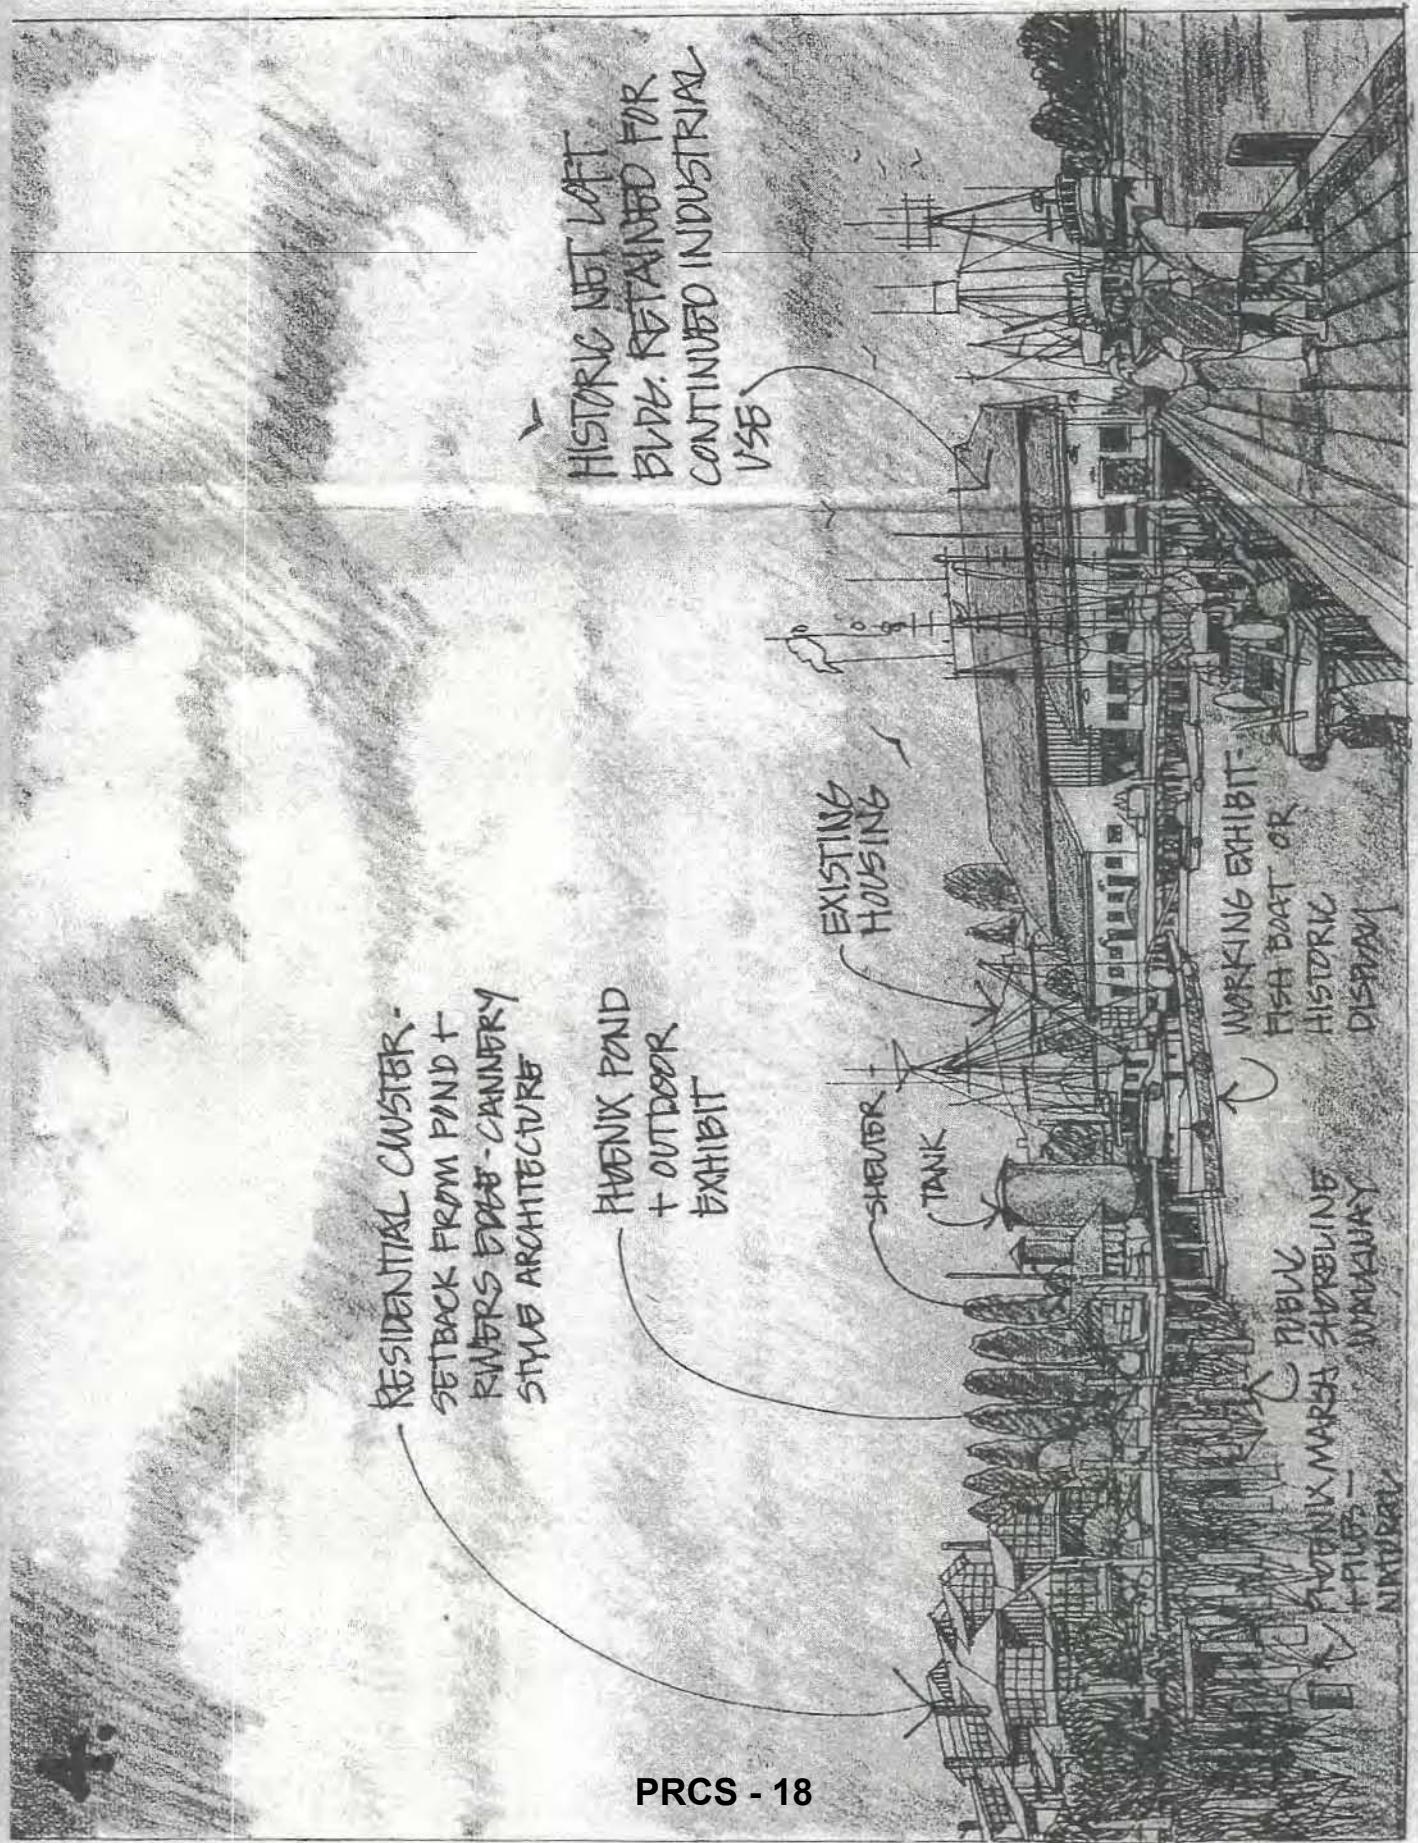 4.
RESIDENTIAL CLUSTER-
SETBACK FROM POND +
RIVERS EDGE-CANNERY
STYLE ARCHITECTURE
PHOENIX POND
+ OUTDOOR
EXHIBIT
SHELTER
TANK
EXISTING
HOUSING
HISTORIC NET LOFT
BLDG. RETAINED FOR
CONTINUED INDUSTRIAL
USE
WORKING EXHIBIT-
FISH BOAT OR
HISTORIC
DISPLAY
PUBLIC
SHORELINE
WALKWAY
PHOENIX MARSH
+ PIER -
NATURAL
PRCS - 18